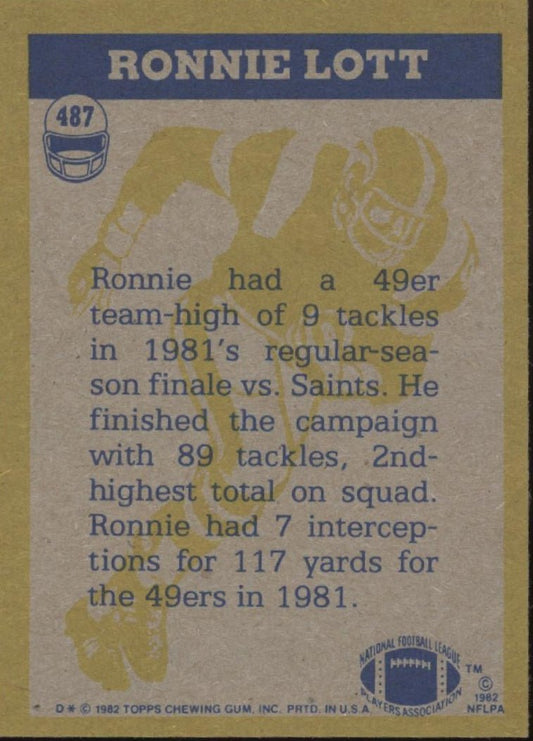 RONNIE LOTT
487
Ronnie had a 49er
team-high of 9 tackles
in 1981's regular-sea-
son finale vs. Saints. He
finished the campaign
with 89 tackles, 2nd-
highest total on squad.
Ronnie had 7 intercep-
tions for 117 yards for
the 49ers in 1981.
NATIONAL FOOTBALL LEAGUE
PLAYERS ASSOCIATION
TM
©
1982
NFLPA
D * © 1982 TOPPS CHEWING GUM, INC. PRTD. IN U.S.A.